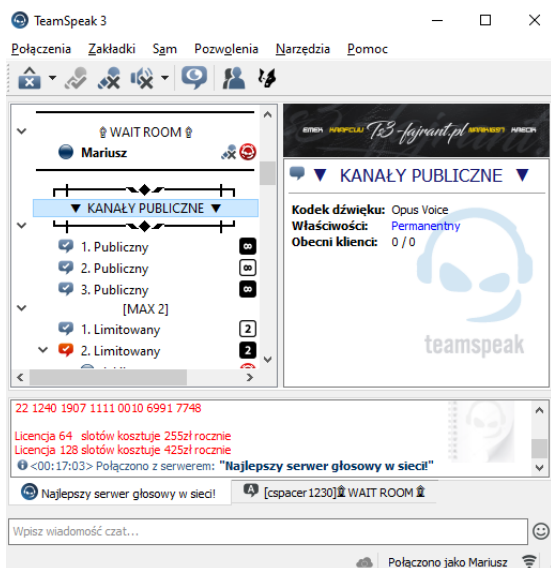 TeamSpeak 3
Połączenia Zakładki Sam Pozwolenia Narzędzia Pomoc
WAIT ROOM
Mariusz
▼ KANAŁY PUBLICZNE ▼
1. Publiczny ∞
2. Publiczny ∞
3. Publiczny ∞
[MAX 2]
1. Limitowany 2
2. Limitowany 2
Ts3-fajrant.pl
▼ KANAŁY PUBLICZNE ▼
Kodek dźwięku: Opus Voice
Właściwości: Permanentny
Obecni klienci: 0 / 0
teamspeak
22 1240 1907 1111 0010 6991 7748
Licencja 64 slotów kosztuje 255zł rocznie
Licencja 128 slotów kosztuje 425zł rocznie
<00:17:03> Połączono z serwerem: "Najlepszy serwer głosowy w sieci!"
Najlepszy serwer głosowy w sieci! [cspacer1230] WAIT ROOM
Wpisz wiadomość czat...
Połączono jako Mariusz